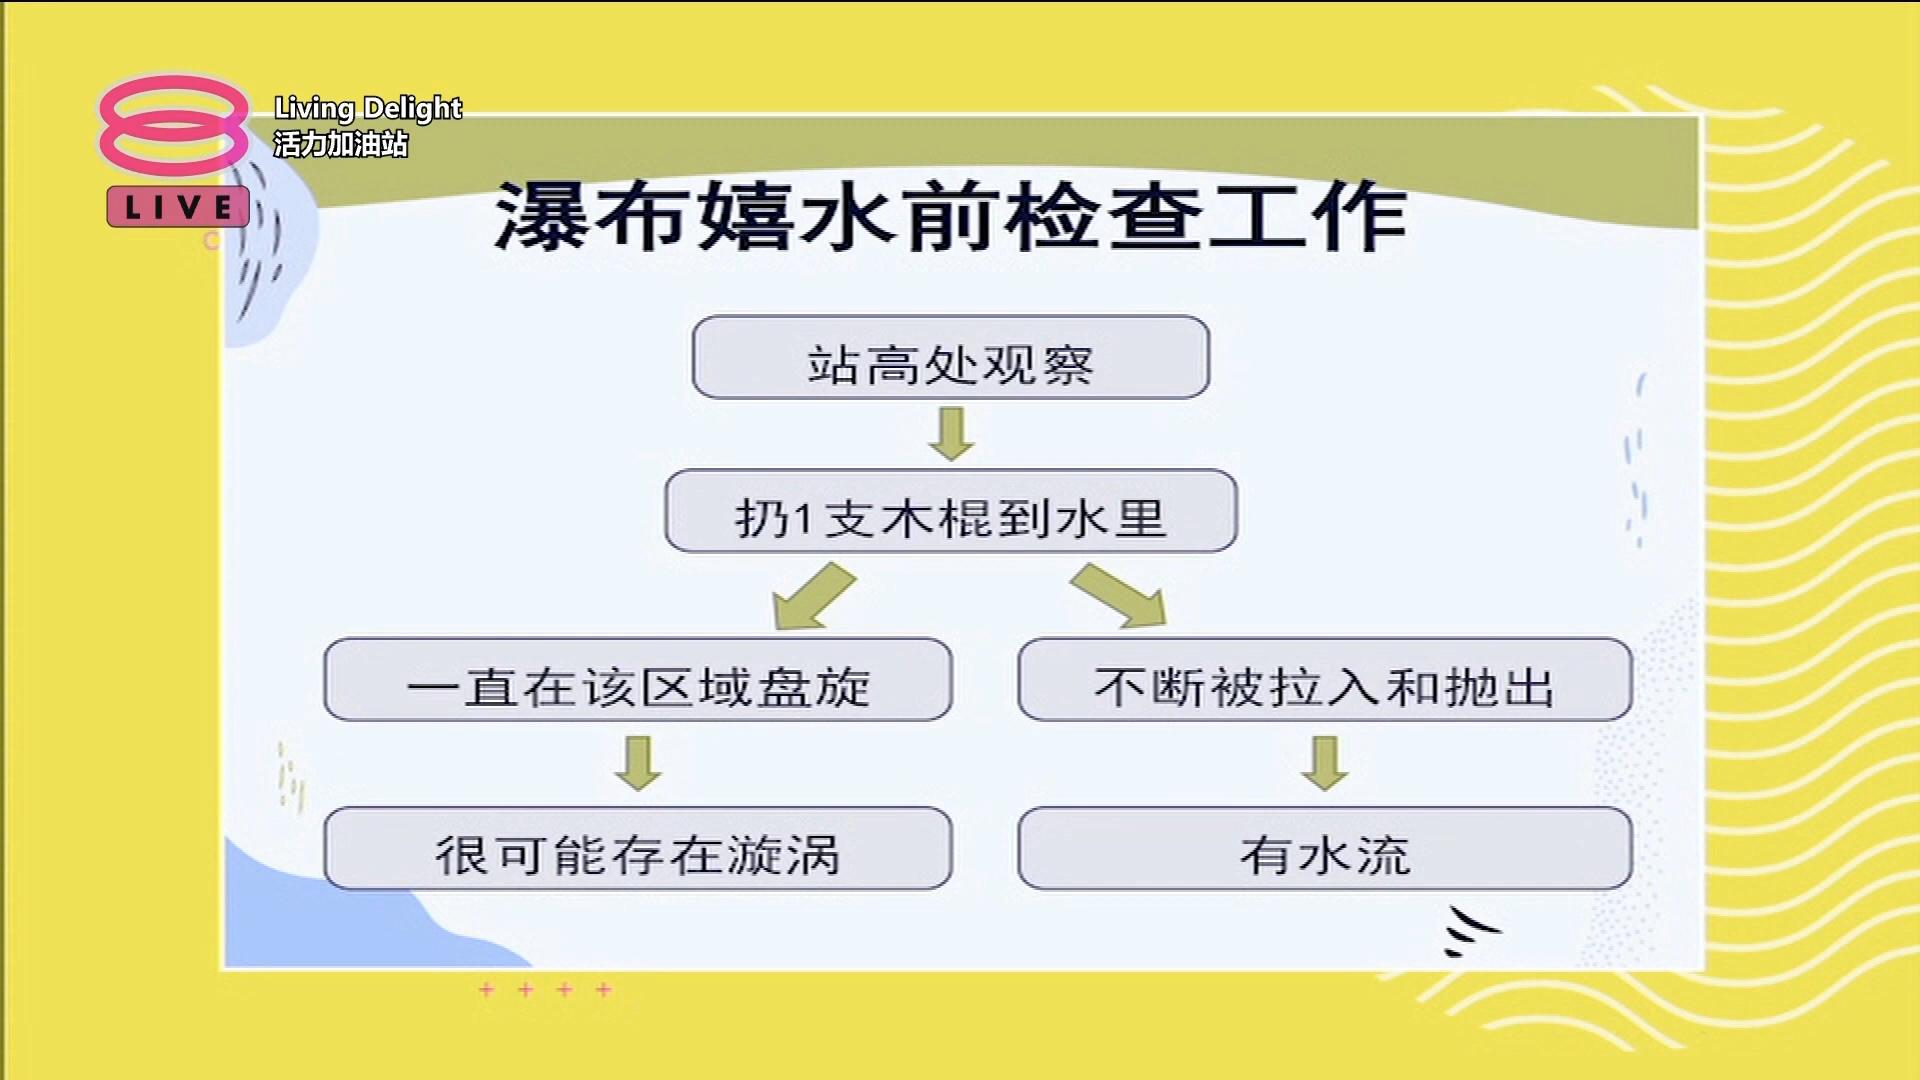 Living Delight
活力加油站
LIVE
瀑布嬉水前检查工作
站高处观察
扔1支木棍到水里
一直在该区域盘旋
不断被拉入和抛出
很可能存在漩涡
有水流